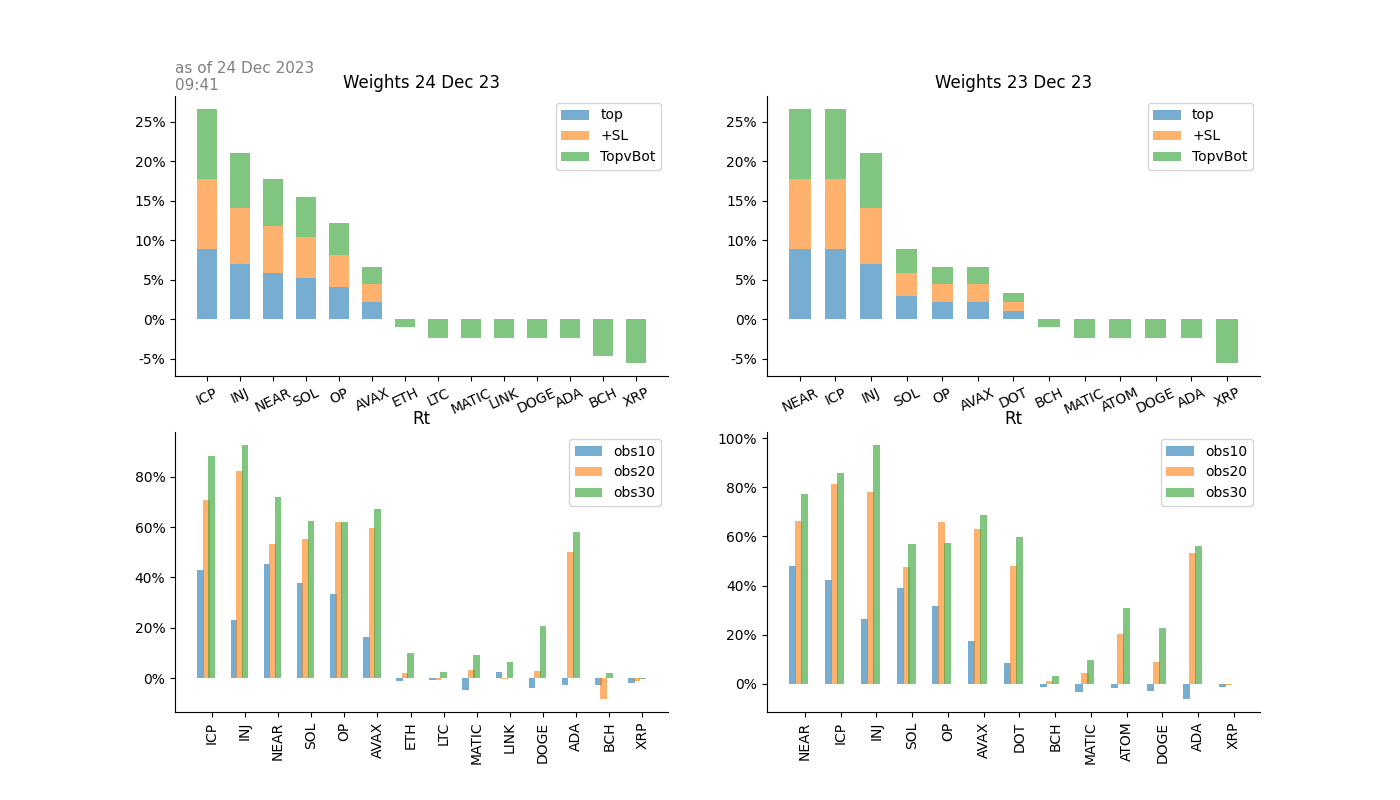 as of 24 Dec 2023
09:41
Weights 24 Dec 23
25%
20%
15%
10%
5%
0%
-5%
top
+SL
TopvBot
ICP INJ NEAR SOL OP AVAX ETH LTC MATIC LINK DOGE ADA BCH XRP
Weights 23 Dec 23
25%
20%
15%
10%
5%
0%
-5%
top
+SL
TopvBot
NEAR ICP INJ SOL OP AVAX DOT BCH MATIC ATOM DOGE ADA XRP
Rt
80%
60%
40%
20%
0%
obs10
obs20
obs30
ICP INJ NEAR SOL OP AVAX ETH LTC MATIC LINK DOGE ADA BCH XRP
Rt
100%
80%
60%
40%
20%
0%
obs10
obs20
obs30
NEAR ICP INJ SOL OP AVAX DOT BCH MATIC ATOM DOGE ADA XRP